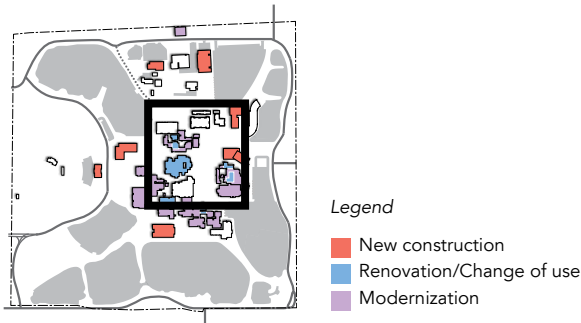 Legend
New construction
Renovation/Change of use
Modernization